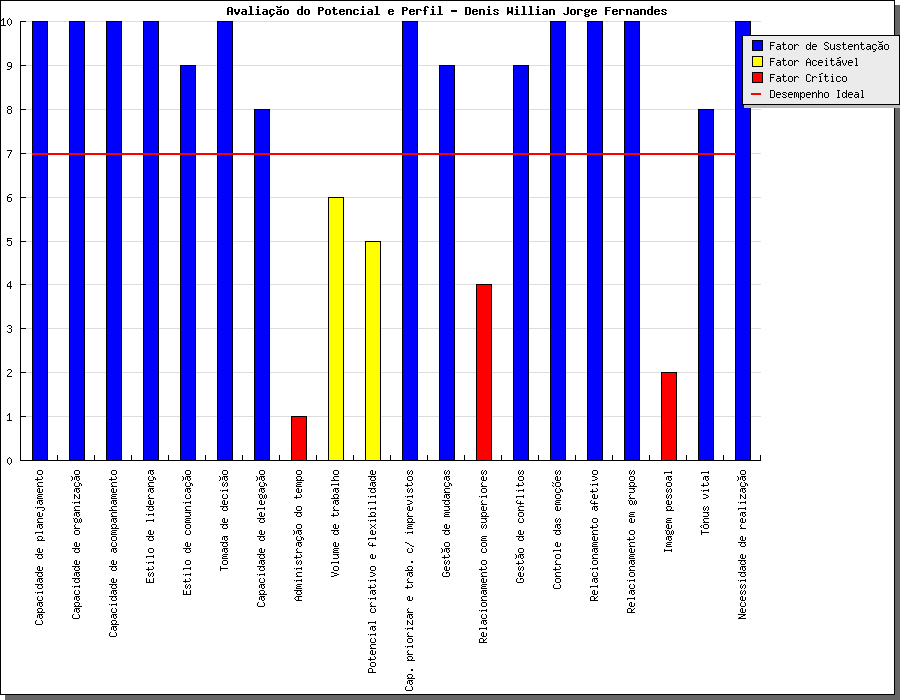 Avaliação do Potencial e Perfil - Denis Willian Jorge Fernandes
Fator de Sustentação
Fator Aceitável
Fator Crítico
Desempenho Ideal
10
9
8
7
6
5
4
3
2
1
0
Capacidade de planejamento
Capacidade de organização
Capacidade de acompanhamento
Estilo de liderança
Estilo de comunicação
Tomada de decisão
Capacidade de delegação
Administração do tempo
Volume de trabalho
Potencial criativo e flexibilidade
Cap. priorizar e trab. c/ imprevistos
Gestão de mudanças
Relacionamento com superiores
Gestão de conflitos
Controle das emoções
Relacionamento afetivo
Relacionamento em grupos
Imagem pessoal
Tônus vital
Necessidade de realização